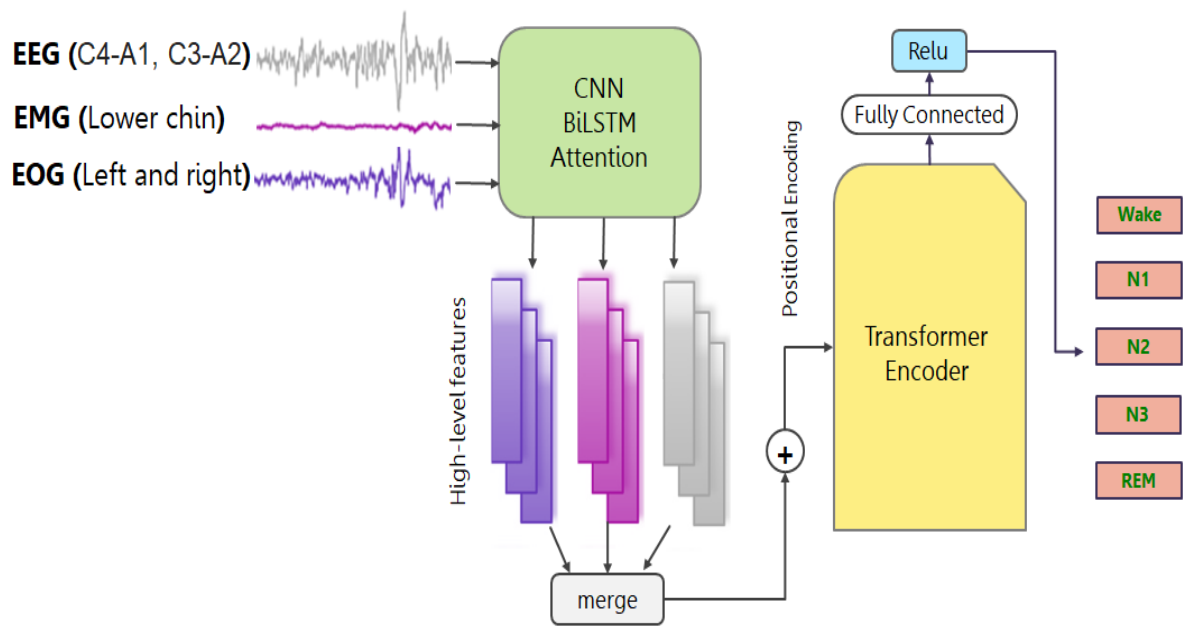 EEG (C4-A1, C3-A2)
EMG (Lower chin)
EOG (Left and right)
CNN
BiLSTM
Attention
High-level features
merge
+
Positional Encoding
Transformer
Encoder
Fully Connected
Relu
Wake
N1
N2
N3
REM